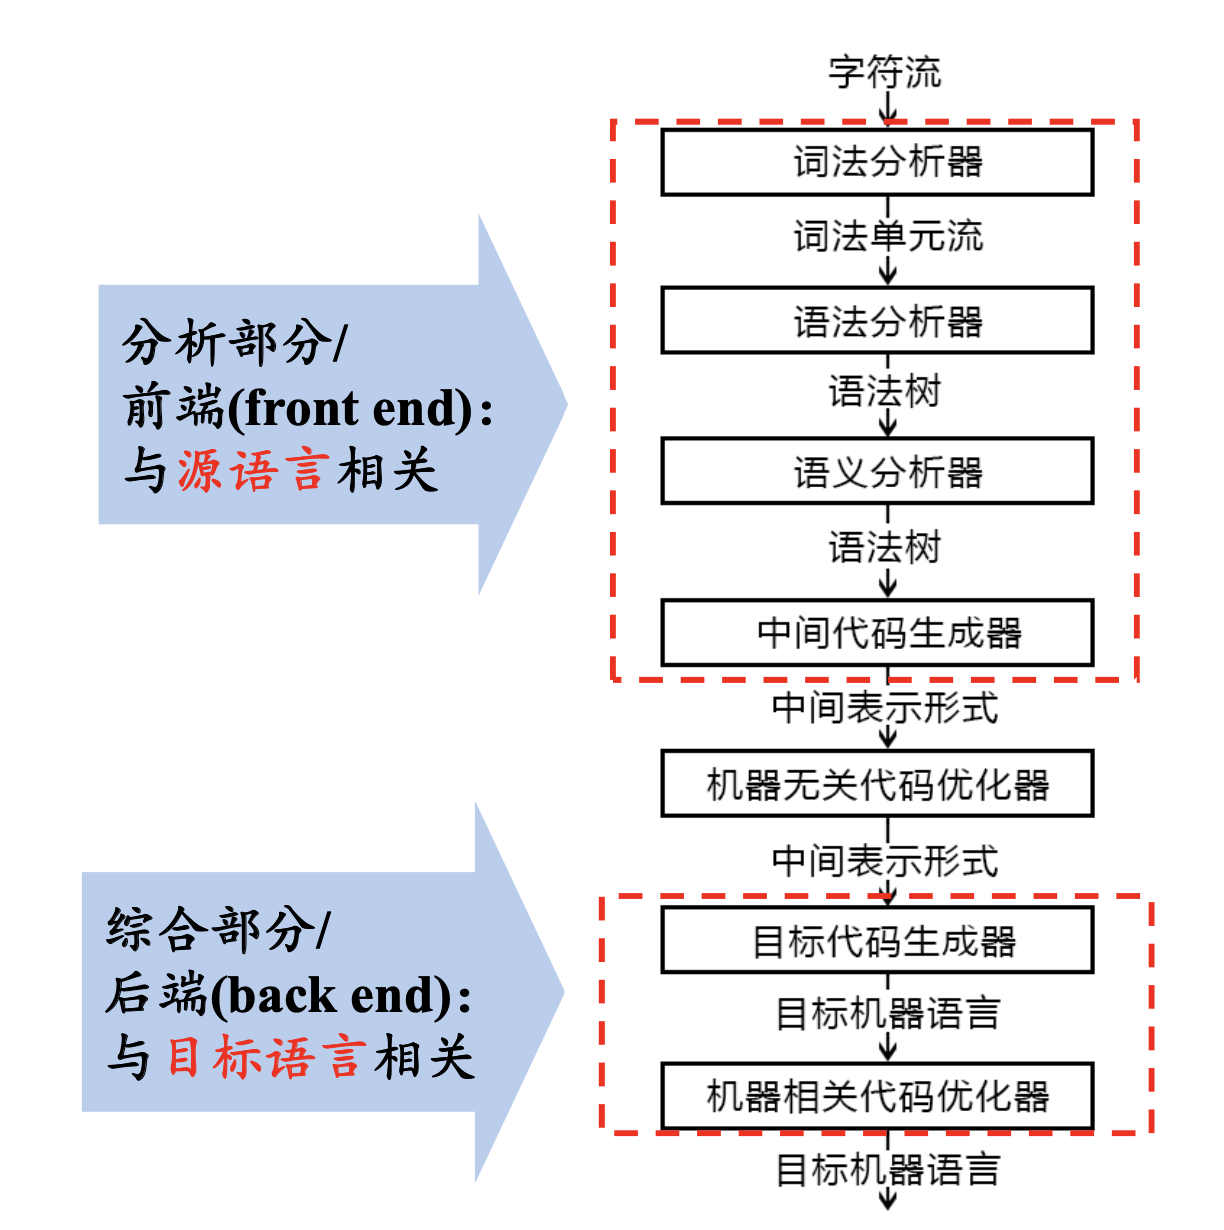 字符流
词法分析器
词法单元流
语法分析器
语法树
语义分析器
语法树
中间代码生成器
中间表示形式
机器无关代码优化器
中间表示形式
目标代码生成器
目标机器语言
机器相关代码优化器
目标机器语言
分析部分/
前端(front end):
与源语言相关
综合部分/
后端(back end):
与目标语言相关